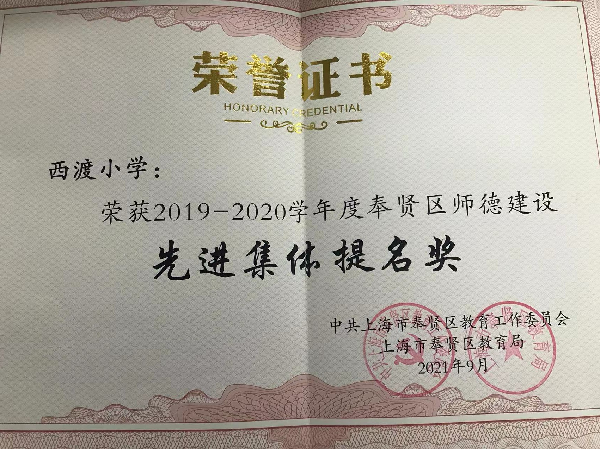 荣誉证书
HONORARY CREDENTIAL
西渡小学：
荣获2019-2020学年度奉贤区师德建设
先进集体提名奖
中共上海市奉贤区教育工作委员会
上海市奉贤区教育局
2021年9月